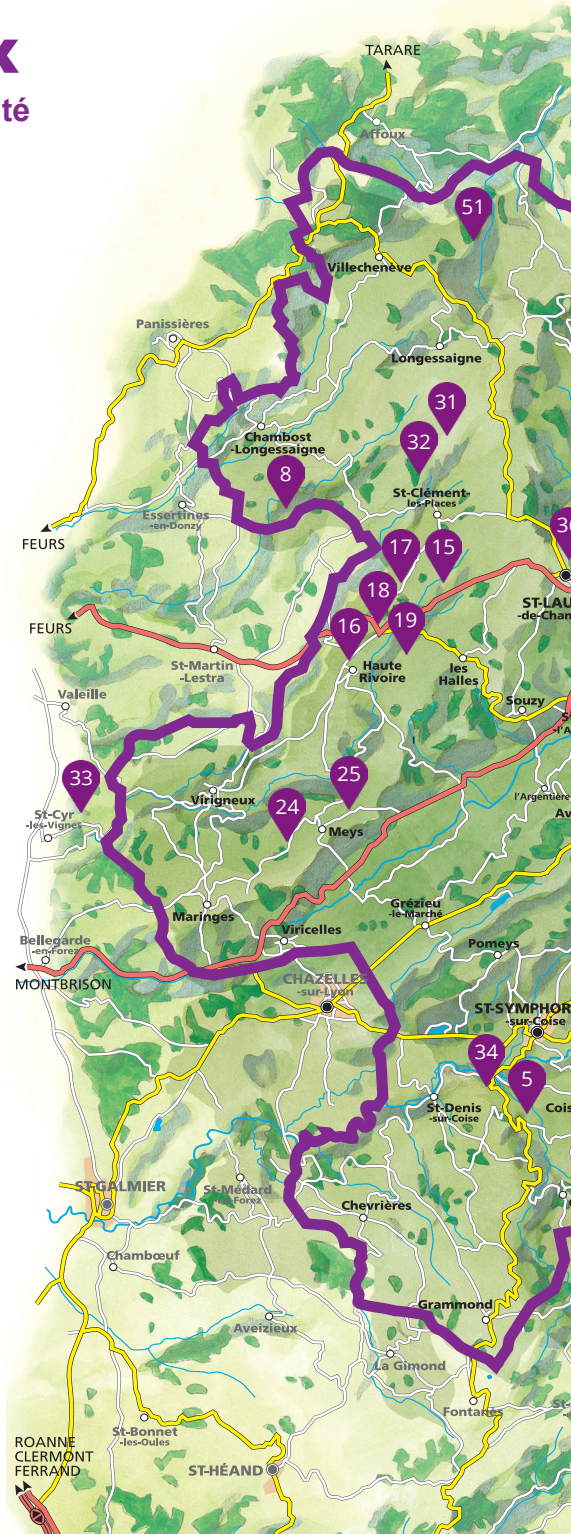 x
té
TARARE
Affoux
51
Villechenève
Panissières
Longessaigne
31
Chambost
-Longessaigne
32
8
St-Clément-
les-Places
Essertines
-en-Donzy
FEURS
17
15
18
ST-LAU
-de-Cham
FEURS
16
19
St-Martin
-Lestra
Haute
Rivoire
les
Halles
Valeille
Souzy
33
25
Virigneux
24
l'Argentière
St-Cyr
-les-Vignes
Meys
Av
Maringes
Grézieu
-le-Marché
Viricelles
Bellegarde
-en-Forez
Pomeys
MONTBRISON
CHAZELLES
-sur-Lyon
ST-SYMPHOR
-sur-Coise
34
5
St-Denis
-sur-Coise
Cois
ST-GALMIER
St-Médard
-en-Forez
Chevrières
Chambœuf
Grammond
Aveizieux
La Gimond
Fontanès
St-Bonnet
-les-Oules
ROANNE
CLERMONT
FERRAND
ST-HÉAND